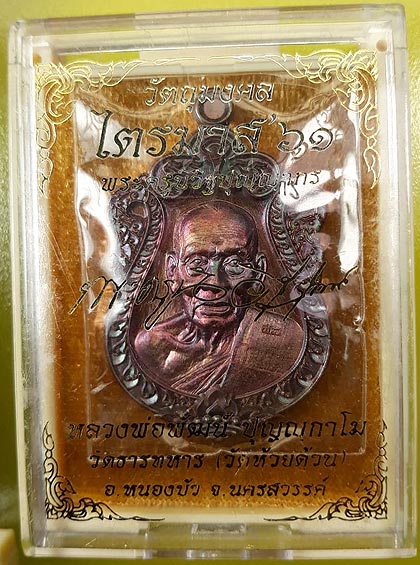 วัตถุมงคล
ไตรมาส์ ๖๑
หลวงพ่อพัฒน์ ปุญฺญกาโม
วัดธารทหาร (วัดห้วยด้วน)
อ.หนองบัว จ.นครสวรรค์